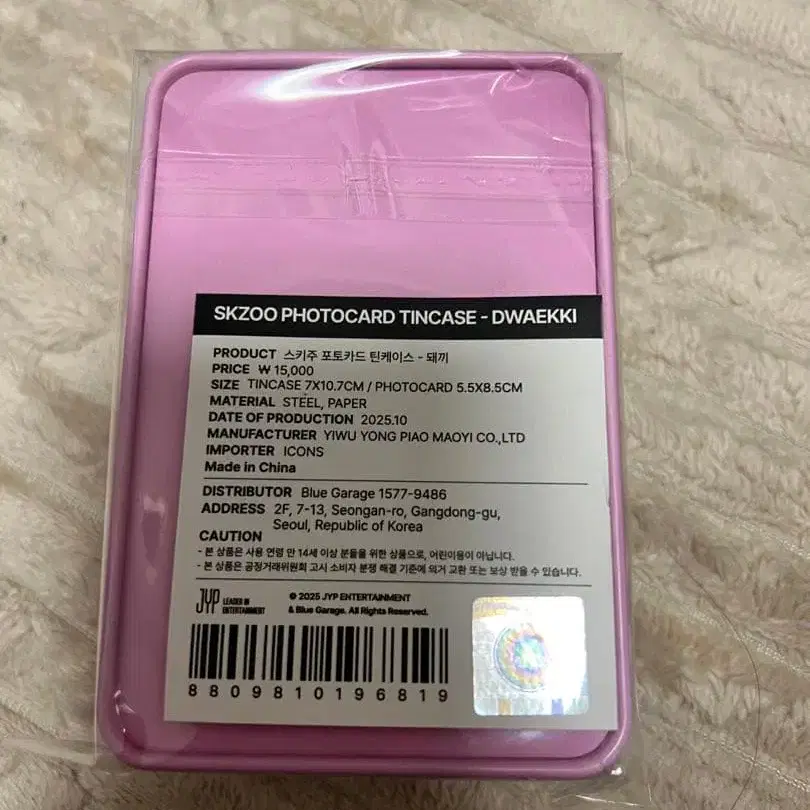 SKZOO PHOTOCARD TINCASE - DWAEKKI
PRODUCT 스키주 포토카드 틴케이스 - 돼끼
PRICE ₩ 15,000
SIZE TINCASE 7X10.7CM / PHOTOCARD 5.5X8.5CM
MATERIAL STEEL, PAPER
DATE OF PRODUCTION 2025.10
MANUFACTURER YIWU YONG PIAO MAOYI CO.,LTD
IMPORTER ICONS
Made in China
DISTRIBUTOR Blue Garage 1577-9486
ADDRESS 2F, 7-13, Seongan-ro, Gangdong-gu,
Seoul, Republic of Korea
CAUTION
- 본 상품은 사용 연령 만 14세 이상 분들을 위한 상품으로, 어린이용이 아닙니다.
- 본 상품은 공정거래위원회 고시 소비자 분쟁 해결 기준에 의거 교환 또는 보상 받을 수 있습니다.
JYP LEADER IN
ENTERTAINMENT
© 2025 JYP ENTERTAINMENT
& Blue Garage. All Rights Reserved.
8809810196819